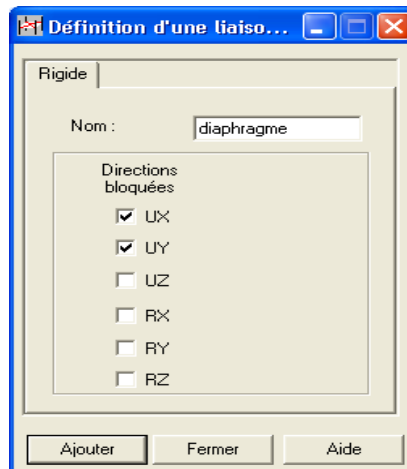 Définition d'une liaiso...
Rigide
Nom :
diaphragme
Directions
bloquées
UX
UY
UZ
RX
RY
RZ
Ajouter
Fermer
Aide